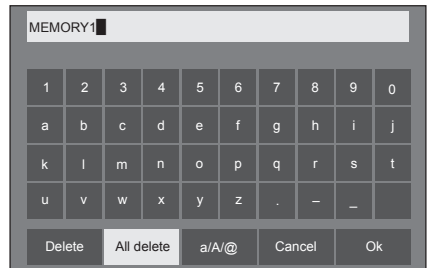 MEMORY1
1 2 3 4 5 6 7 8 9 0
a b c d e f g h i j
k l m n o p q r s t
u v w x y z . – _
Delete All delete a/A/@ Cancel Ok